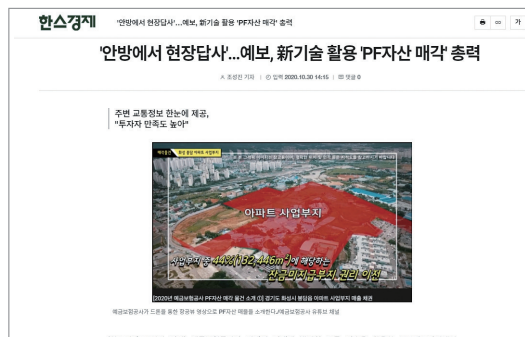 한스경제
'안방에서 현장답사'...예보, 新기술 활용 'PF자산 매각' 총력
가
'안방에서 현장답사'...예보, 新기술 활용 'PF자산 매각' 총력
조성진 기자 | 입력 2020.10.30 14:15 | 댓글 0
주변 교통정보 한눈에 제공,
"투자자 만족도 높아"
아파트 사업부지
사업부지 중 44%(132,446m²)에 해당하는
잔금미지급부지 권리 이전
[2020년 예금보험공사 PF자산 매각 물건 소개 ①] 경기도 화성시 봉담읍 아파트 사업부지 매출 채권
예금보험공사가 드론을 통한 항공뷰 영상으로 PF자산 매물을 소개한다./예금보험공사 유튜브 채널